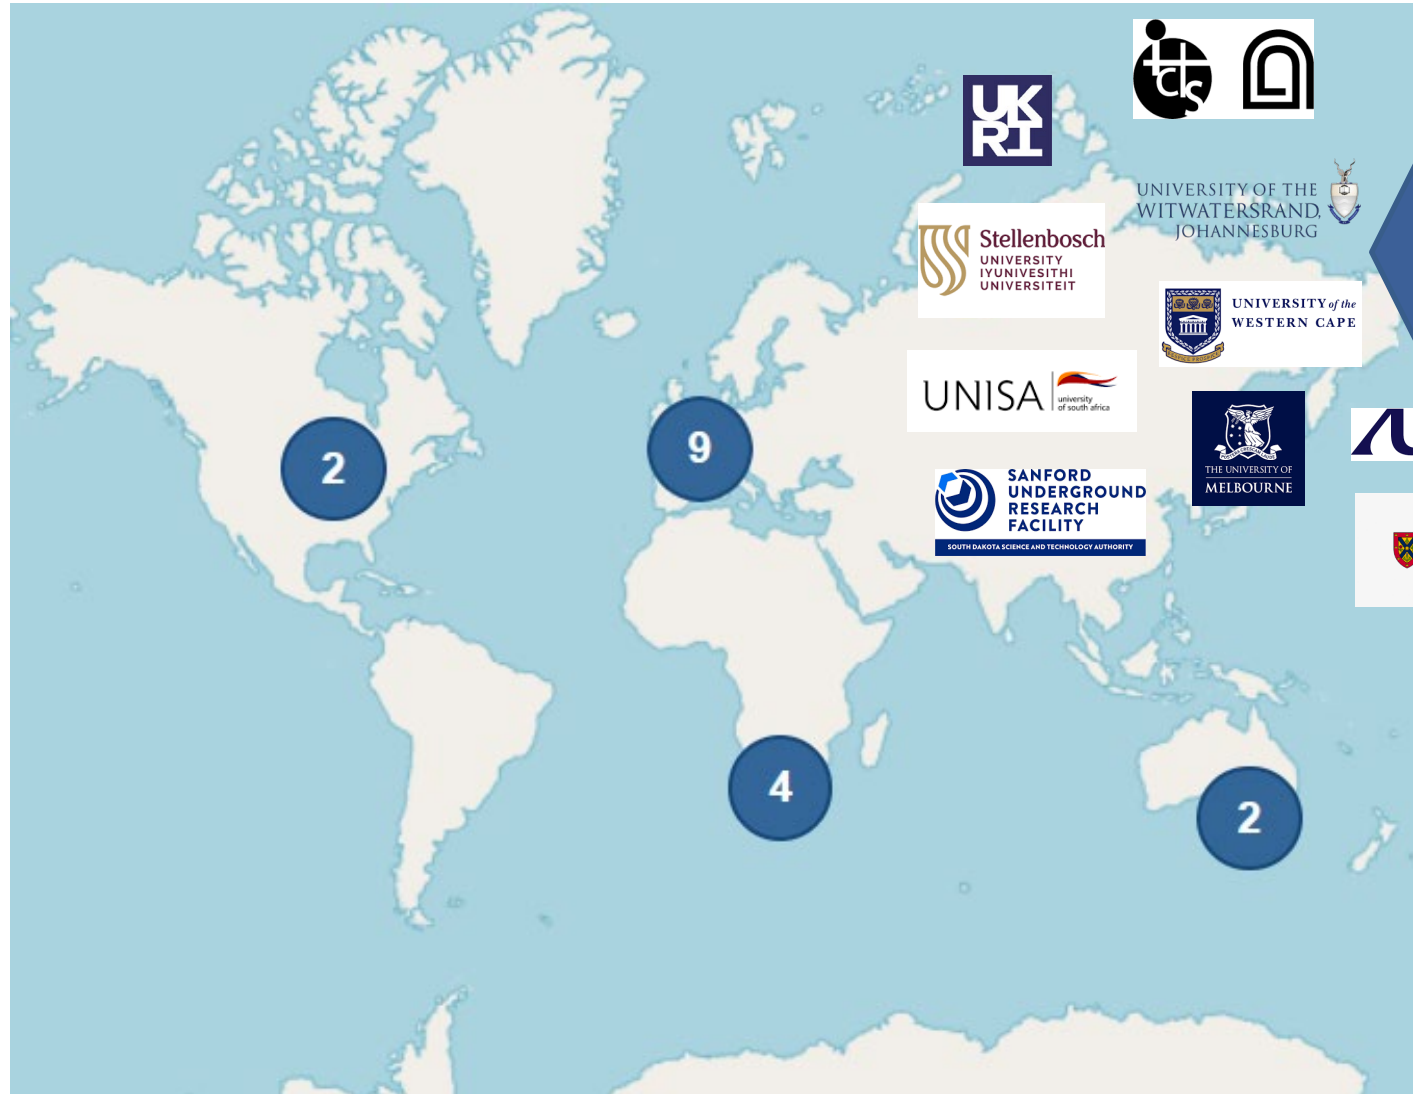 UK
RI
iTCLS
UNIVERSITY OF THE
WITWATERSRAND,
JOHANNESBURG
Stellenbosch
UNIVERSITY
IYUNIVESITHI
UNIVERSITEIT
UNIVERSITY of the
WESTERN CAPE
UNISA
university
of south africa
THE UNIVERSITY OF
MELBOURNE
2
9
SANFORD
UNDERGROUND
RESEARCH
FACILITY
SOUTH DAKOTA SCIENCE AND TECHNOLOGY AUTHORITY
4
2